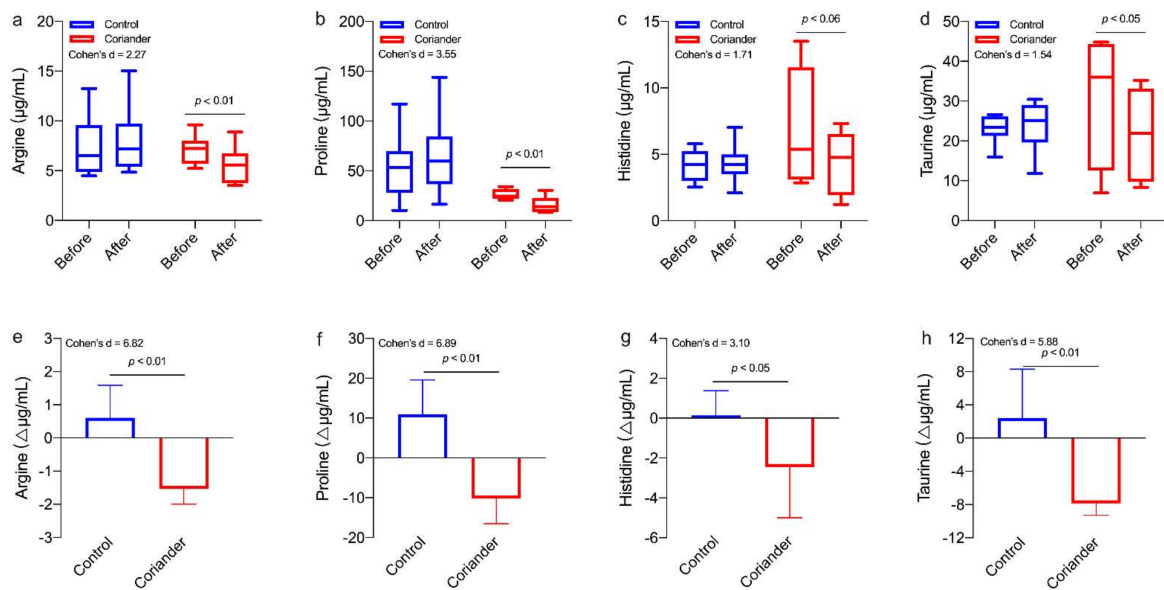 a
20
15
10
5
0
Argine (µg/mL)
Control
Coriander
Cohen's d = 2.27
p < 0.01
Before
After
Before
After
b
200
150
100
50
0
Proline (µg/mL)
Control
Coriander
Cohen's d = 3.55
p < 0.01
Before
After
Before
After
c
15
10
5
0
Histidine (µg/mL)
Control
Coriander
Cohen's d = 1.71
p < 0.06
Before
After
Before
After
d
50
40
30
20
10
0
Taurine (µg/mL)
Control
Coriander
Cohen's d = 1.54
p < 0.05
Before
After
Before
After
e
3
2
1
0
-1
-2
-3
Argine (△µg/mL)
Cohen's d = 6.82
p < 0.01
Control
Coriander
f
30
20
10
0
-10
-20
Proline (△µg/mL)
Cohen's d = 6.89
p < 0.01
Control
Coriander
g
4
2
0
-2
-4
-6
Histidine (△µg/mL)
Cohen's d = 3.10
p < 0.05
Control
Coriander
h
12
8
4
0
-4
-8
-12
Taurine (△µg/mL)
Cohen's d = 5.88
p < 0.01
Control
Coriander